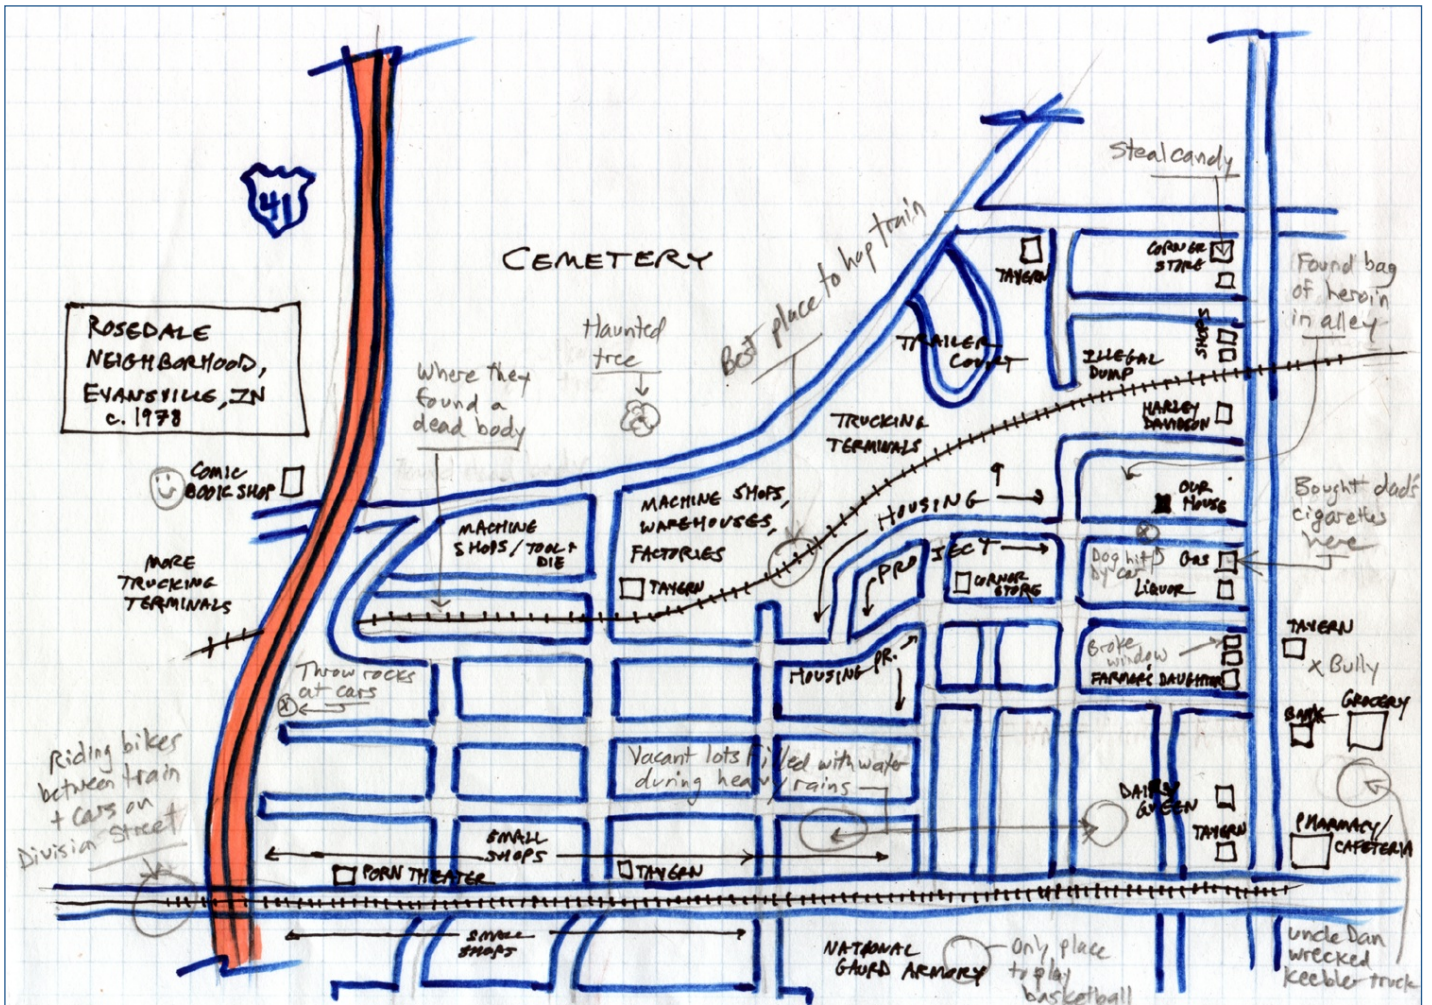 Steal candy
41
CEMETERY
Best place to hop train
TAVERN
CORNER
STORE
Found bag
of heroin
in alley
ROSEDALE
NEIGHBORHOOD,
EVANSVILLE, IN
c. 1978
Haunted
tree
Where they
found a
dead body
TRAILER
COURT
SHOPS
ILLEGAL
DUMP
TRUCKING
TERMINALS
HARLEY
DAVIDSON
COMIC
BOOK SHOP
MACHINE
SHOPS/TOOL+
DIE
MACHINE SHOPS,
WAREHOUSES,
FACTORIES
HOUSING
PROJECT
OUR
HOUSE
Bought dad's
cigarettes
here
MORE
TRUCKING
TERMINALS
TAVERN
CORNOR
STORE
Dog hit
by car
GAS
LIQUOR
Throw rocks
at cars
HOUSING PR.
Broke
window
FARMER'S DAUGHTER
TAVERN
x Bully
BANK
GROCERY
Riding bikes
between train
+ cars on
Division Street
Vacant lots filled with water
during heavy rains
DAIRY
QUEEN
TAVERN
PHARMACY/
CAFETERIA
SMALL
SHOPS
PORN THEATER
TAVERN
SMALL
SHOPS
NATIONAL
GAURD ARMORY
Only place
to play
basketball
uncle Dan
wrecked
keebler truck